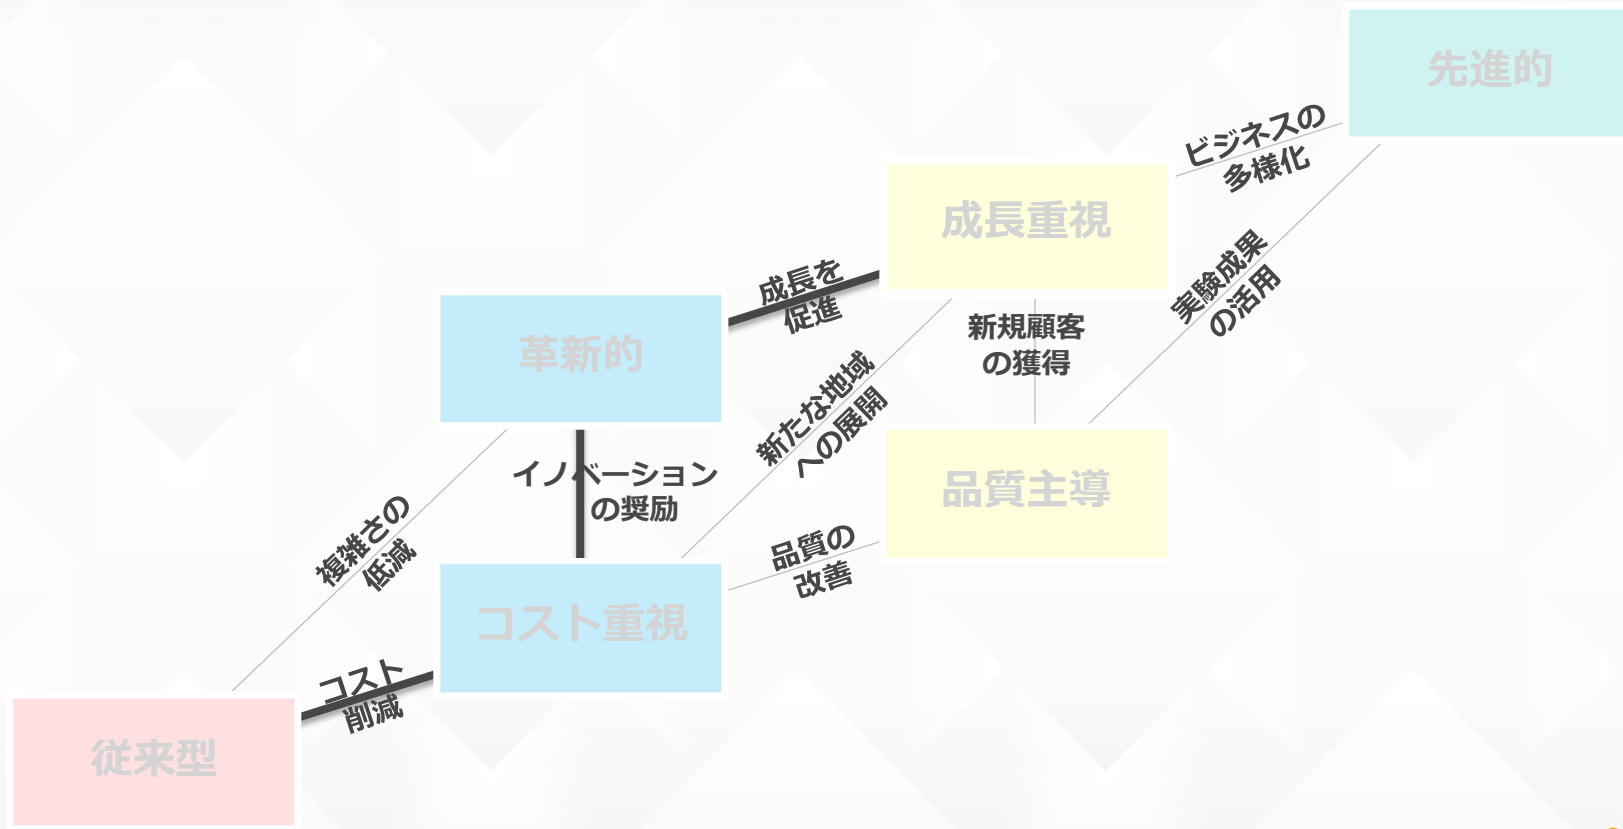 先進的
ビジネスの
多様化
成長重視
実験成果
の活用
成長を
促進
革新的
新規顧客
の獲得
新たな地域
への展開
イノベーション
の奨励
品質主導
複雑さの
低減
品質の
改善
コスト重視
コスト
削減
従来型